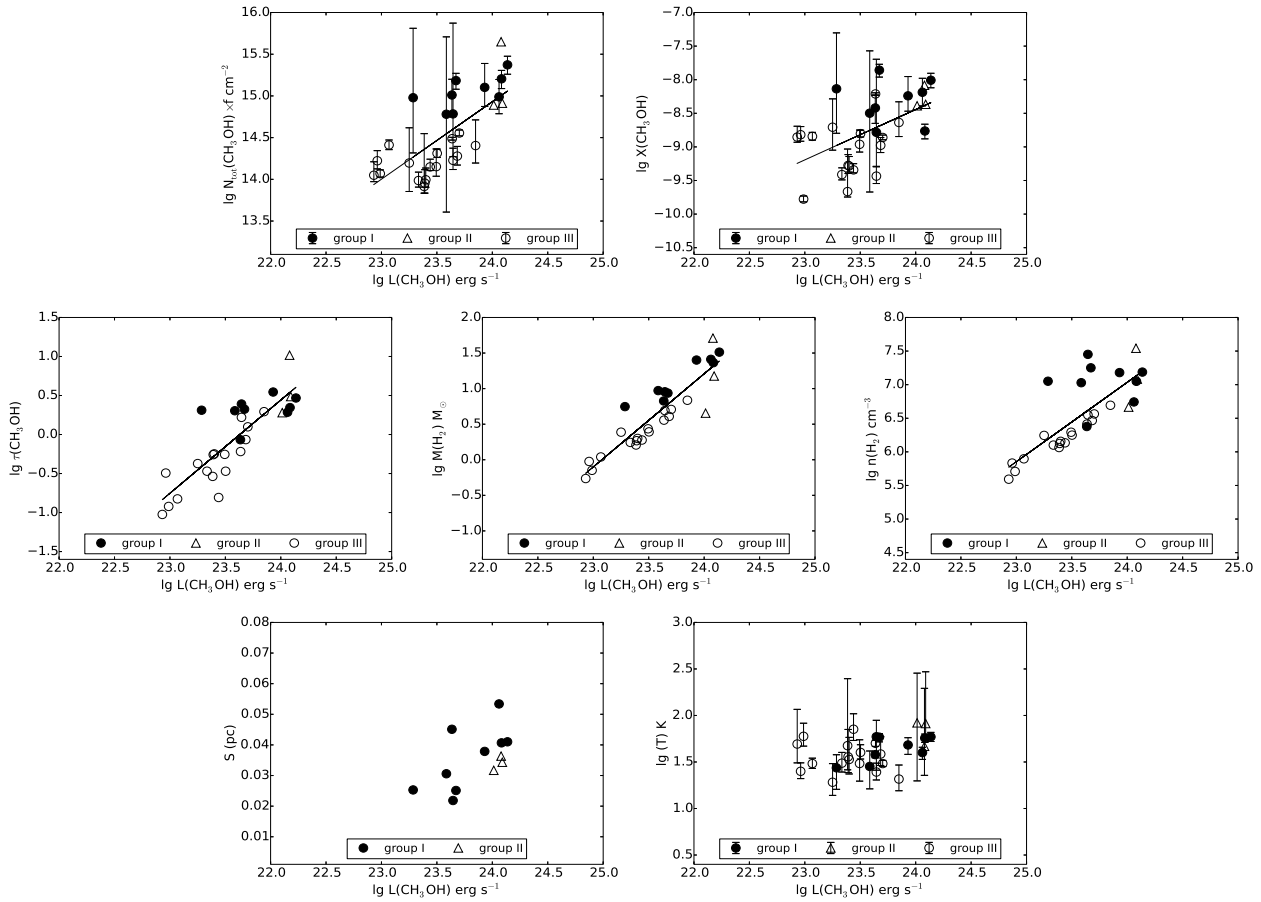 16.0
15.5
15.0
14.5
14.0
13.5
22.0 22.5 23.0 23.5 24.0 24.5 25.0
lg N_tot(CH₃OH) ×f cm⁻²
lg L(CH₃OH) erg s⁻¹
group I group II group III
−7.0
−7.5
−8.0
−8.5
−9.0
−9.5
−10.0
−10.5
22.0 22.5 23.0 23.5 24.0 24.5 25.0
lg X(CH₃OH)
lg L(CH₃OH) erg s⁻¹
group I group II group III
1.5
1.0
0.5
0.0
−0.5
−1.0
−1.5
22.0 22.5 23.0 23.5 24.0 24.5 25.0
lg τ(CH₃OH)
lg L(CH₃OH) erg s⁻¹
group I group II group III
2.0
1.5
1.0
0.5
0.0
−0.5
−1.0
22.0 22.5 23.0 23.5 24.0 24.5 25.0
lg M(H₂) M☉
lg L(CH₃OH) erg s⁻¹
group I group II group III
8.0
7.5
7.0
6.5
6.0
5.5
5.0
4.5
22.0 22.5 23.0 23.5 24.0 24.5 25.0
lg n(H₂) cm⁻³
lg L(CH₃OH) erg s⁻¹
group I group II group III
0.08
0.07
0.06
0.05
0.04
0.03
0.02
0.01
22.0 22.5 23.0 23.5 24.0 24.5 25.0
S (pc)
lg L(CH₃OH) erg s⁻¹
group I group II
3.0
2.5
2.0
1.5
1.0
0.5
22.0 22.5 23.0 23.5 24.0 24.5 25.0
lg (T) K
lg L(CH₃OH) erg s⁻¹
group I group II group III